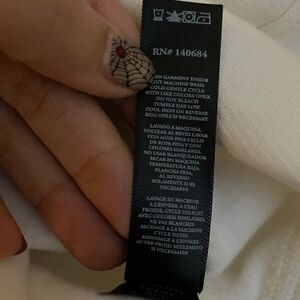 RN# 140684
GARMENT INSIDE
OUT MACHINE WASH
COLD GENTLE CYCLE
WITH LIKE COLORS ONLY.
DO NOT BLEACH
TUMBLE DRY LOW.
COOL IRON ON REVERSE
SIDE ONLY IF NECESSARY
LAVADO A MAQUINA.
VOLTEAR AL REVES LAVAR
CON AGUA FRIA CICLO
DE ROPA FINA Y CON
COLORES SIMILARES.
NO USAR BLANQUEADOR
SECAR EN MAQUINA
TEMPERATURA BAJA.
PLANCHA FRIA,
AL REVERSO
SOLAMENTE SI ES
NECESARIO
LAVAGE EN MACHINE
A L'ENVERS, A L'EAU
FROIDE, CYCLE DELICAT
AVEC COLORIS SIMILAIRES.
NE PAS BLANCHIR
SECHAGE A LA MACHINE
CYCLE DOUX.
REPASSAGE A L'ENVERS
AU FER FROID SEULEMENT
SI NECESSAIRE